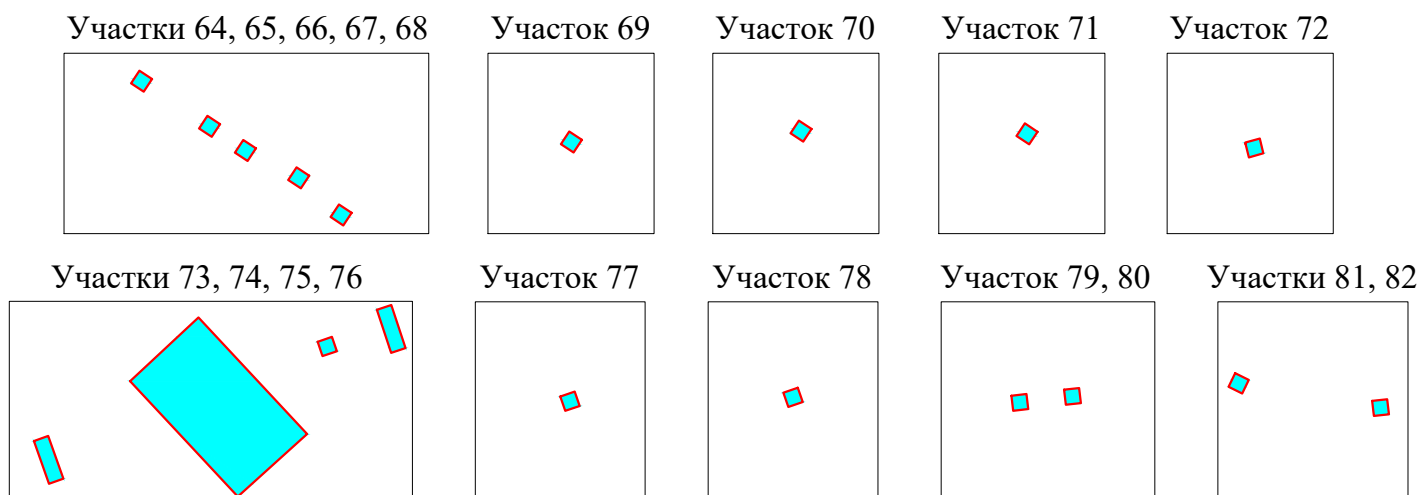 Участки 64, 65, 66, 67, 68
Участок 69
Участок 70
Участок 71
Участок 72
Участки 73, 74, 75, 76
Участок 77
Участок 78
Участок 79, 80
Участки 81, 82